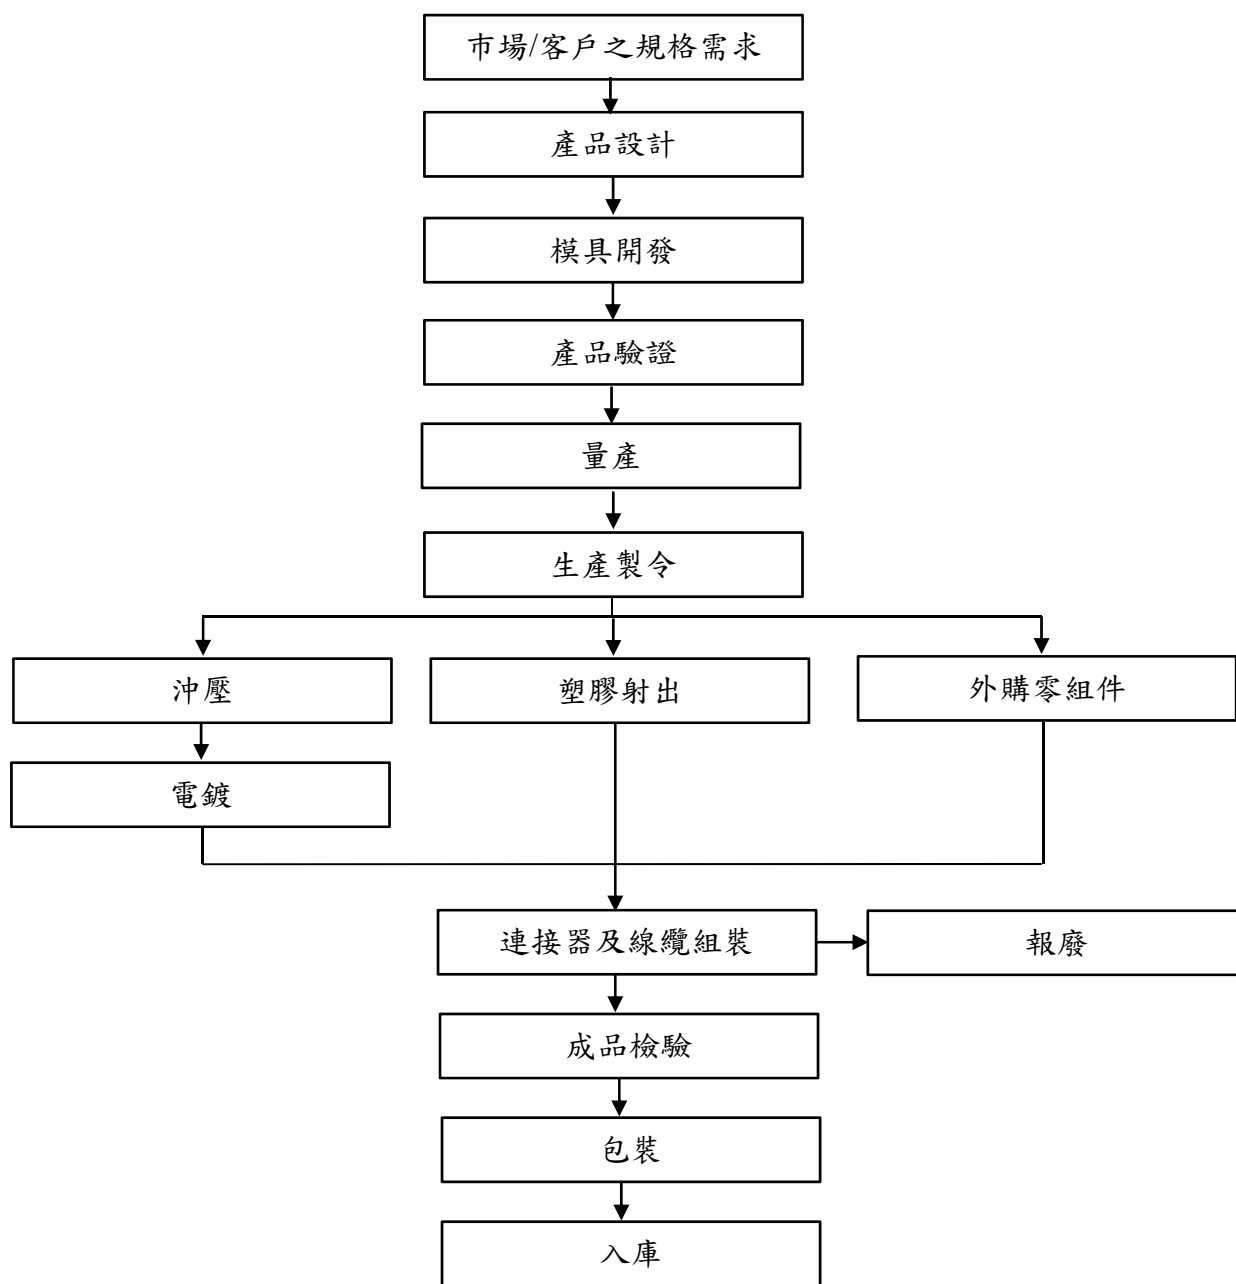 市場/客戶之規格需求
產品設計
模具開發
產品驗證
量產
生產製令
沖壓
塑膠射出
外購零組件
電鍍
連接器及線纜組裝
報廢
成品檢驗
包裝
入庫